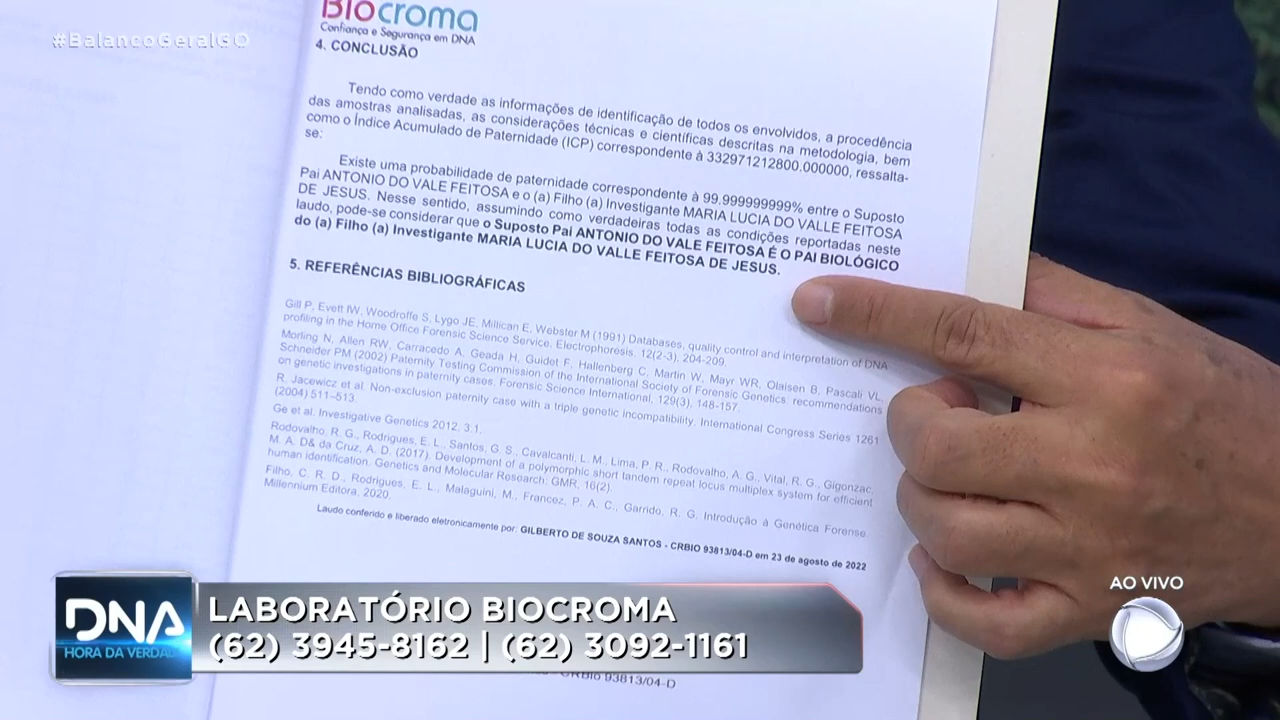 #BalancoGeralGO
Biocroma
Confiança e Segurança em DNA
4. CONCLUSÃO
Tendo como verdade as informações de identificação de todos os envolvidos, a procedência
das amostras analisadas, as considerações técnicas e científicas descritas na metodologia, bem
como o Índice Acumulado de Paternidade (ICP) correspondente à 332971212800.000000, ressalta-
se:
Existe uma probabilidade de paternidade correspondente à 99.999999999% entre o Suposto
Pai ANTONIO DO VALE FEITOSA e o (a) Filho (a) Investigante MARIA LUCIA DO VALLE FEITOSA
DE JESUS. Nesse sentido, assumindo como verdadeiras todas as condições reportadas neste
laudo, pode-se considerar que o Suposto Pai ANTONIO DO VALE FEITOSA É O PAI BIOLÓGICO
do (a) Filho (a) Investigante MARIA LUCIA DO VALLE FEITOSA DE JESUS.
5. REFERÊNCIAS BIBLIOGRÁFICAS
Gill P, Evett IW, Woodroffe S, Lygo JE, Millican E, Webster M (1991) Databases, quality control and interpretation of DNA
profiling in the Home Office Forensic Science Service. Electrophoresis. 12(2-3), 204-209.
Morling N, Allen RW, Carracedo A, Geada H, Guidet F, Hallenberg C, Martin W, Mayr WR, Olaisen B, Pascali VL,
Schneider PM (2002) Paternity Testing Commission of the International Society of Forensic Genetics: recommendations
on genetic investigations in paternity cases. Forensic Science International, 129(3), 148-157.
R. Jacewicz et al. Non-exclusion paternity case with a triple genetic incompatibility. International Congress Series 1261
(2004) 511–513.
Ge et al. Investigative Genetics 2012, 3:1.
Rodovalho, R. G., Rodrigues, E. L., Santos, G. S., Cavalcanti, L. M., Lima, P. R., Rodovalho, A. G., Vital, R. G., Gigonzac,
M. A. D& da Cruz, A. D. (2017). Development of a polymorphic short tandem repeat locus multiplex system for efficient
human identification. Genetics and Molecular Research: GMR, 16(2).
Filho, C. R. D., Rodrigues, E. L., Malaguini, M., Francez, P. A. C., Garrido, R. G. Introdução à Genética Forense.
Millennium Editora, 2020.
Laudo conferido e liberado eletronicamente por: GILBERTO DE SOUZA SANTOS - CRBIO 93813/04-D em 23 de agosto de 2022
AO VIVO
DNA
HORA DA VERDADE
LABORATÓRIO BIOCROMA
(62) 3945-8162 | (62) 3092-1161
CRBio 93813/04-D